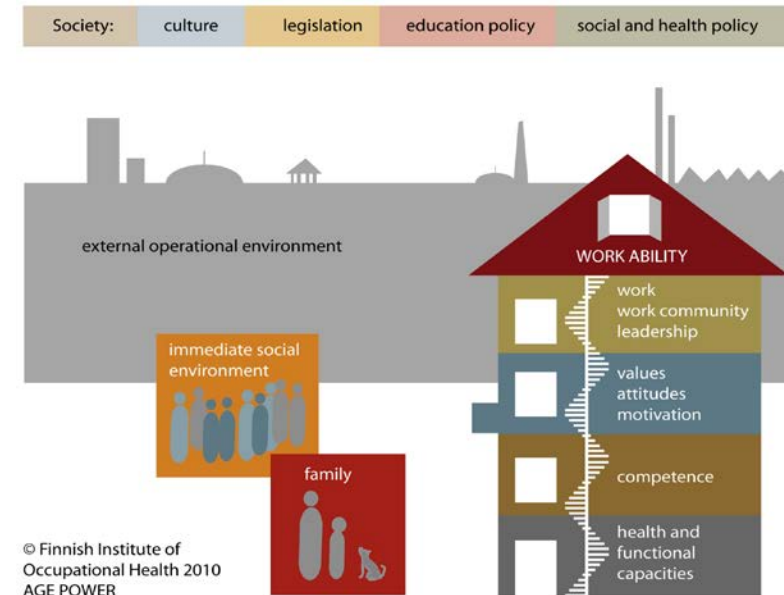 Society: culture legislation education policy social and health policy
external operational environment
WORK ABILITY
work
work community
leadership
immediate social
environment
values
attitudes
motivation
family
competence
health and
functional
capacities
© Finnish Institute of
Occupational Health 2010
AGE POWER